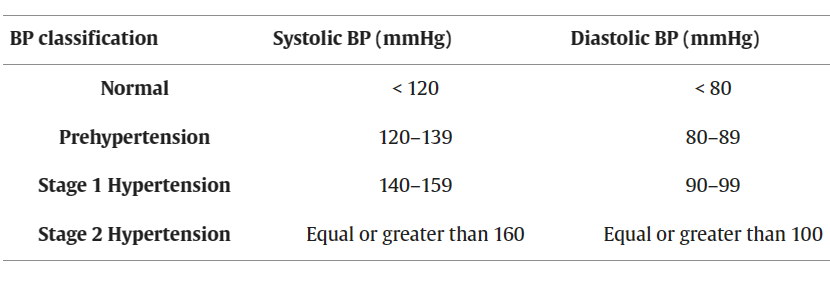 BP classification Systolic BP (mmHg) Diastolic BP (mmHg)
Normal < 120 < 80
Prehypertension 120–139 80–89
Stage 1 Hypertension 140–159 90–99
Stage 2 Hypertension Equal or greater than 160 Equal or greater than 100